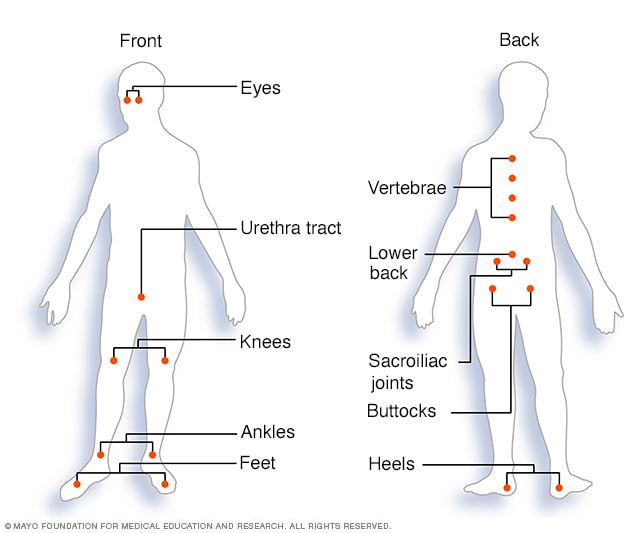 Front
Eyes
Urethra tract
Knees
Ankles
Feet
Back
Vertebrae
Lower
back
Sacroiliac
joints
Buttocks
Heels
© MAYO FOUNDATION FOR MEDICAL EDUCATION AND RESEARCH. ALL RIGHTS RESERVED.